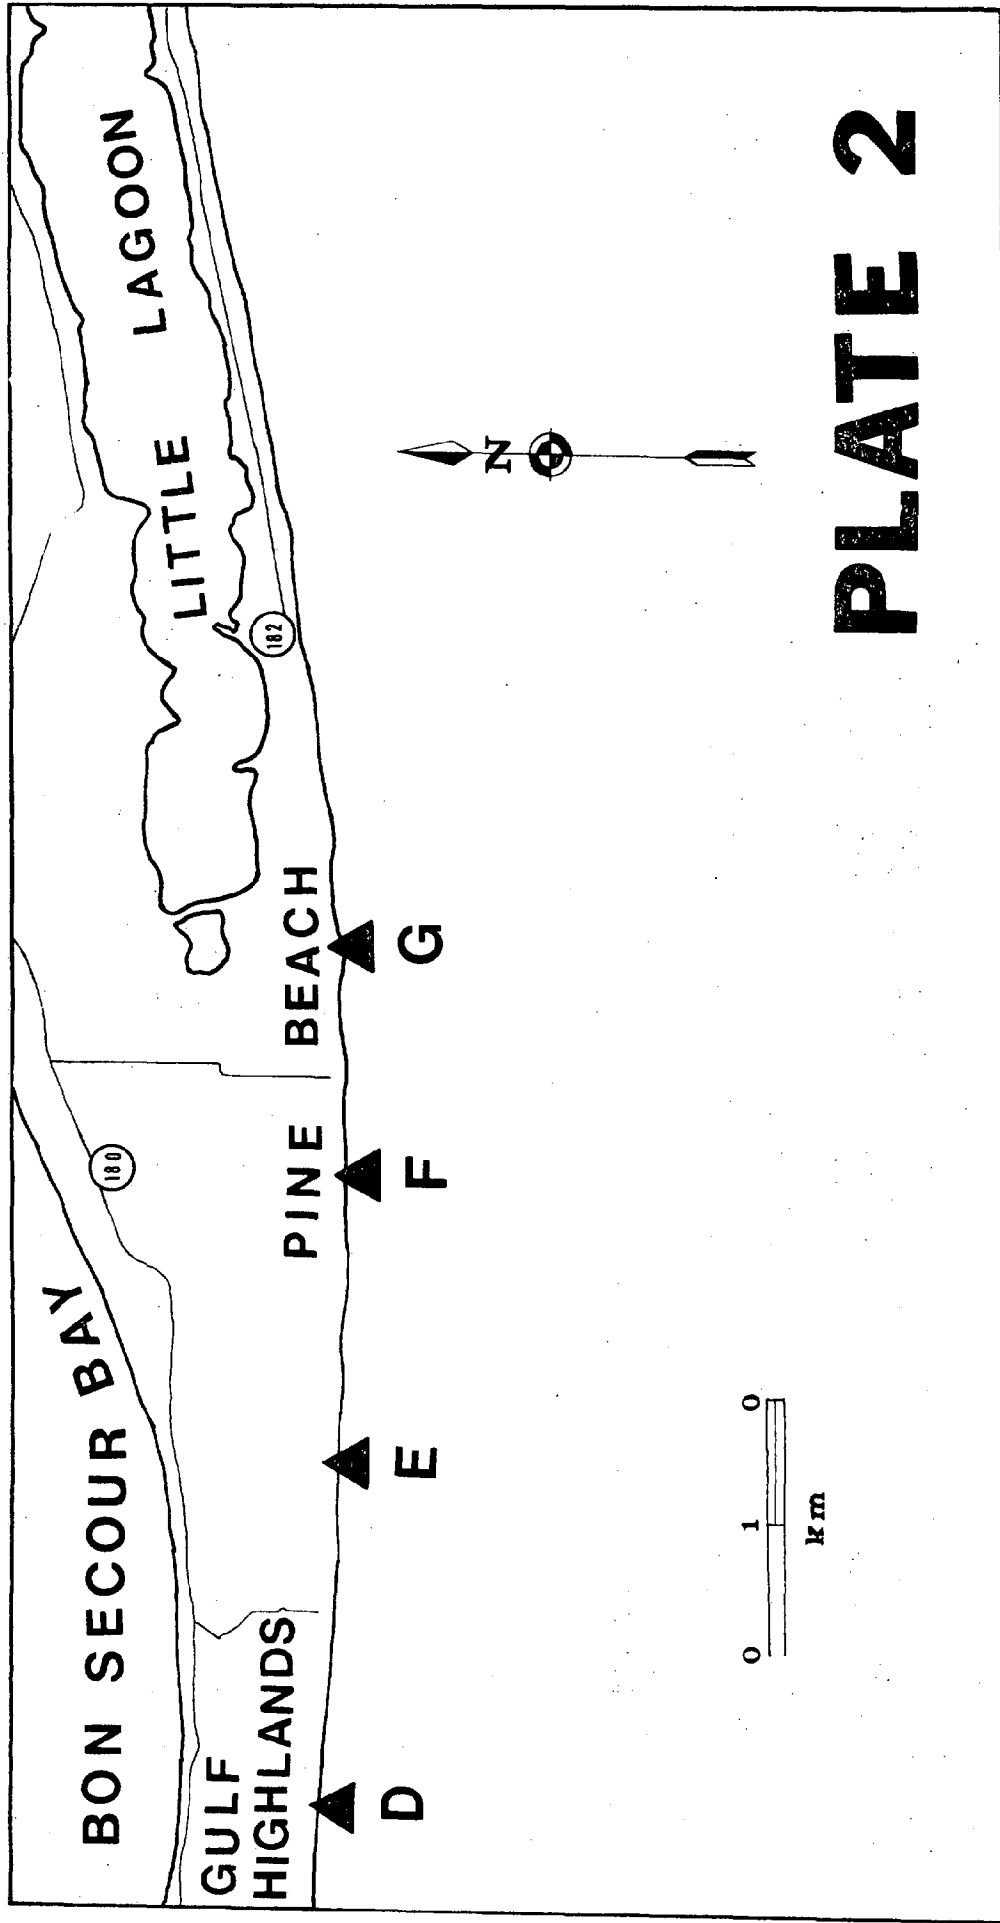 BON SECOUR BAY
LITTLE LAGOON
180
182
GULF
HIGHLANDS
PINE BEACH
D
E
F
G
N
0 1 0
km
PLATE 2